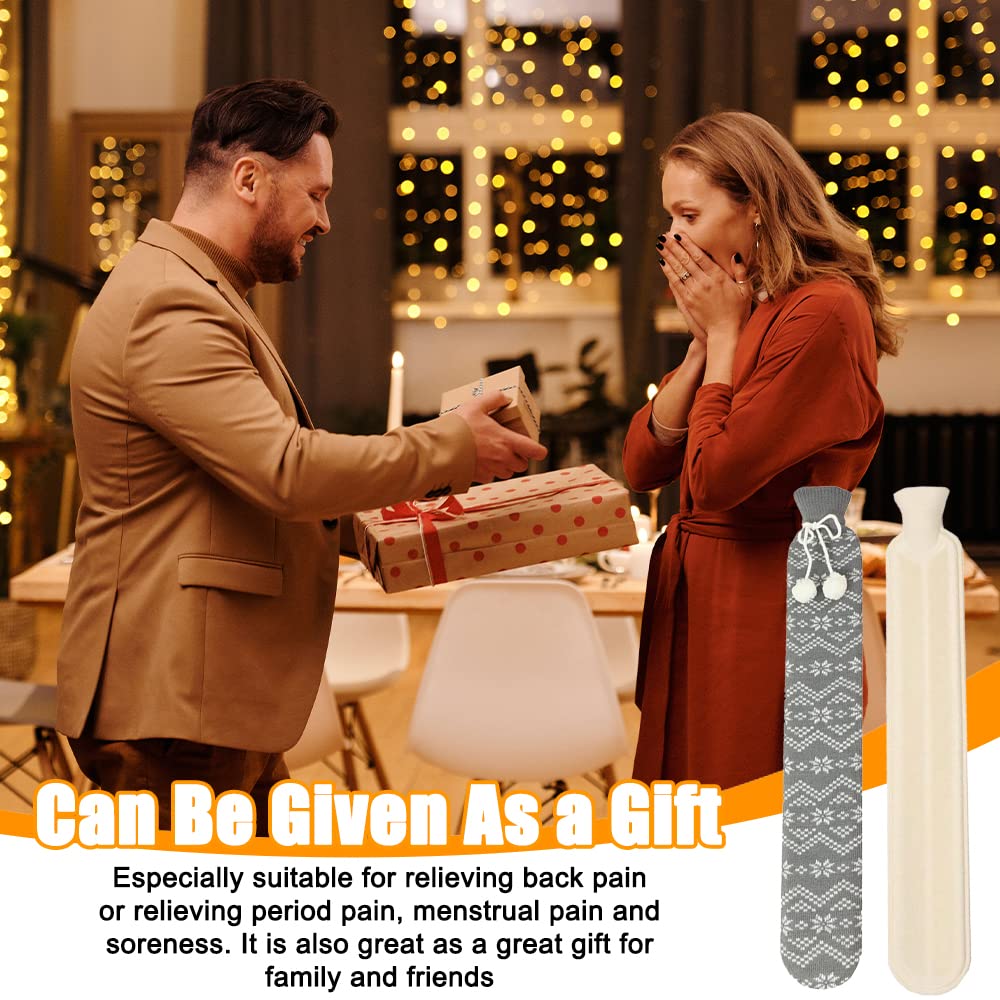 Can Be Given As a Gift
Especially suitable for relieving back pain
or relieving period pain, menstrual pain and
soreness. It is also great as a great gift for
family and friends